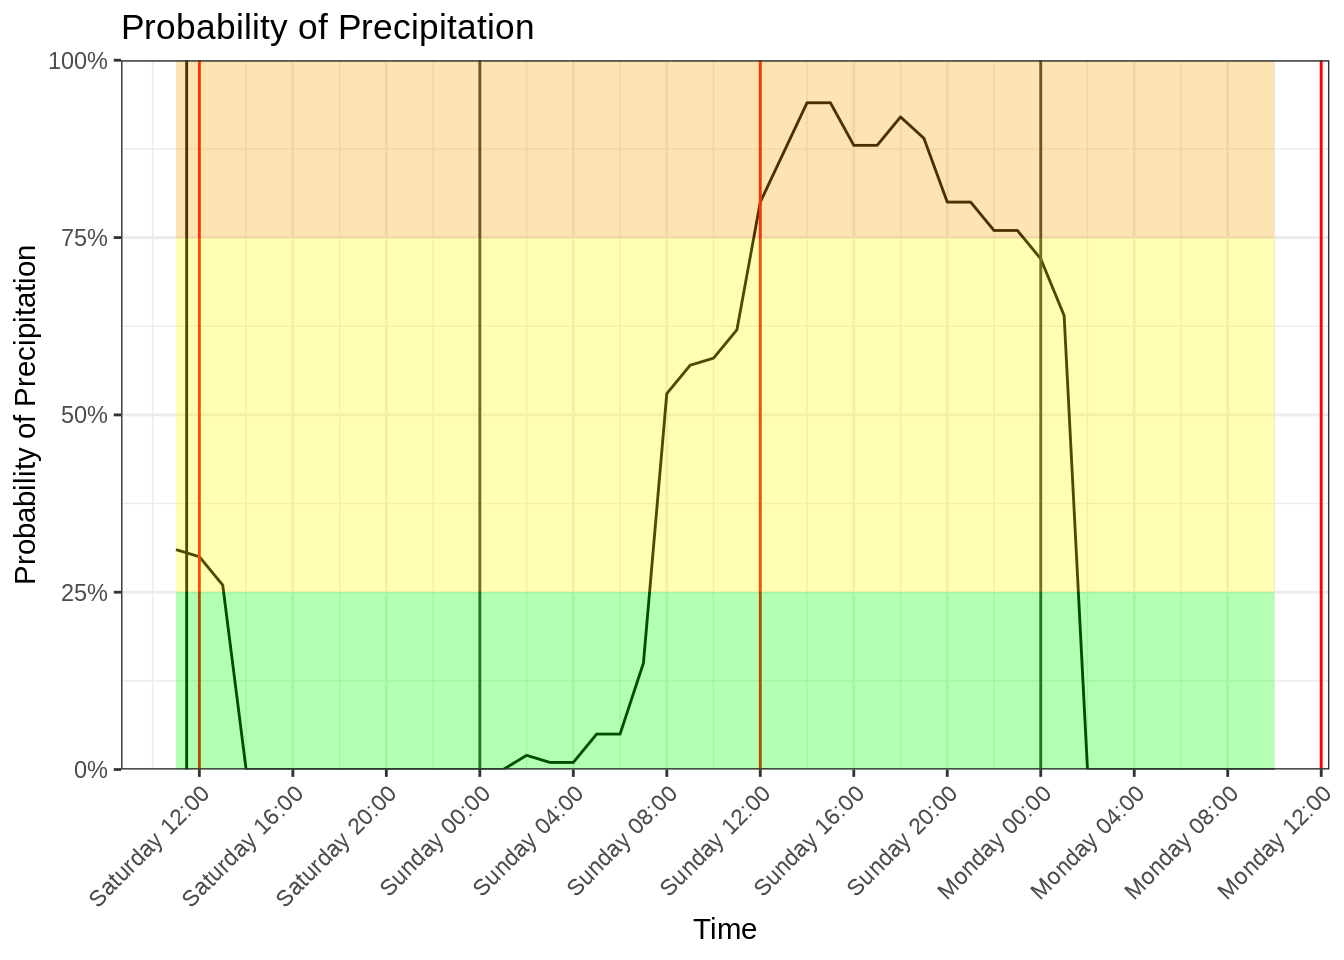 Probability of Precipitation
Probability of Precipitation
100%
75%
50%
25%
0%
Saturday 12:00
Saturday 16:00
Saturday 20:00
Sunday 00:00
Sunday 04:00
Sunday 08:00
Sunday 12:00
Sunday 16:00
Sunday 20:00
Monday 00:00
Monday 04:00
Monday 08:00
Monday 12:00
Time